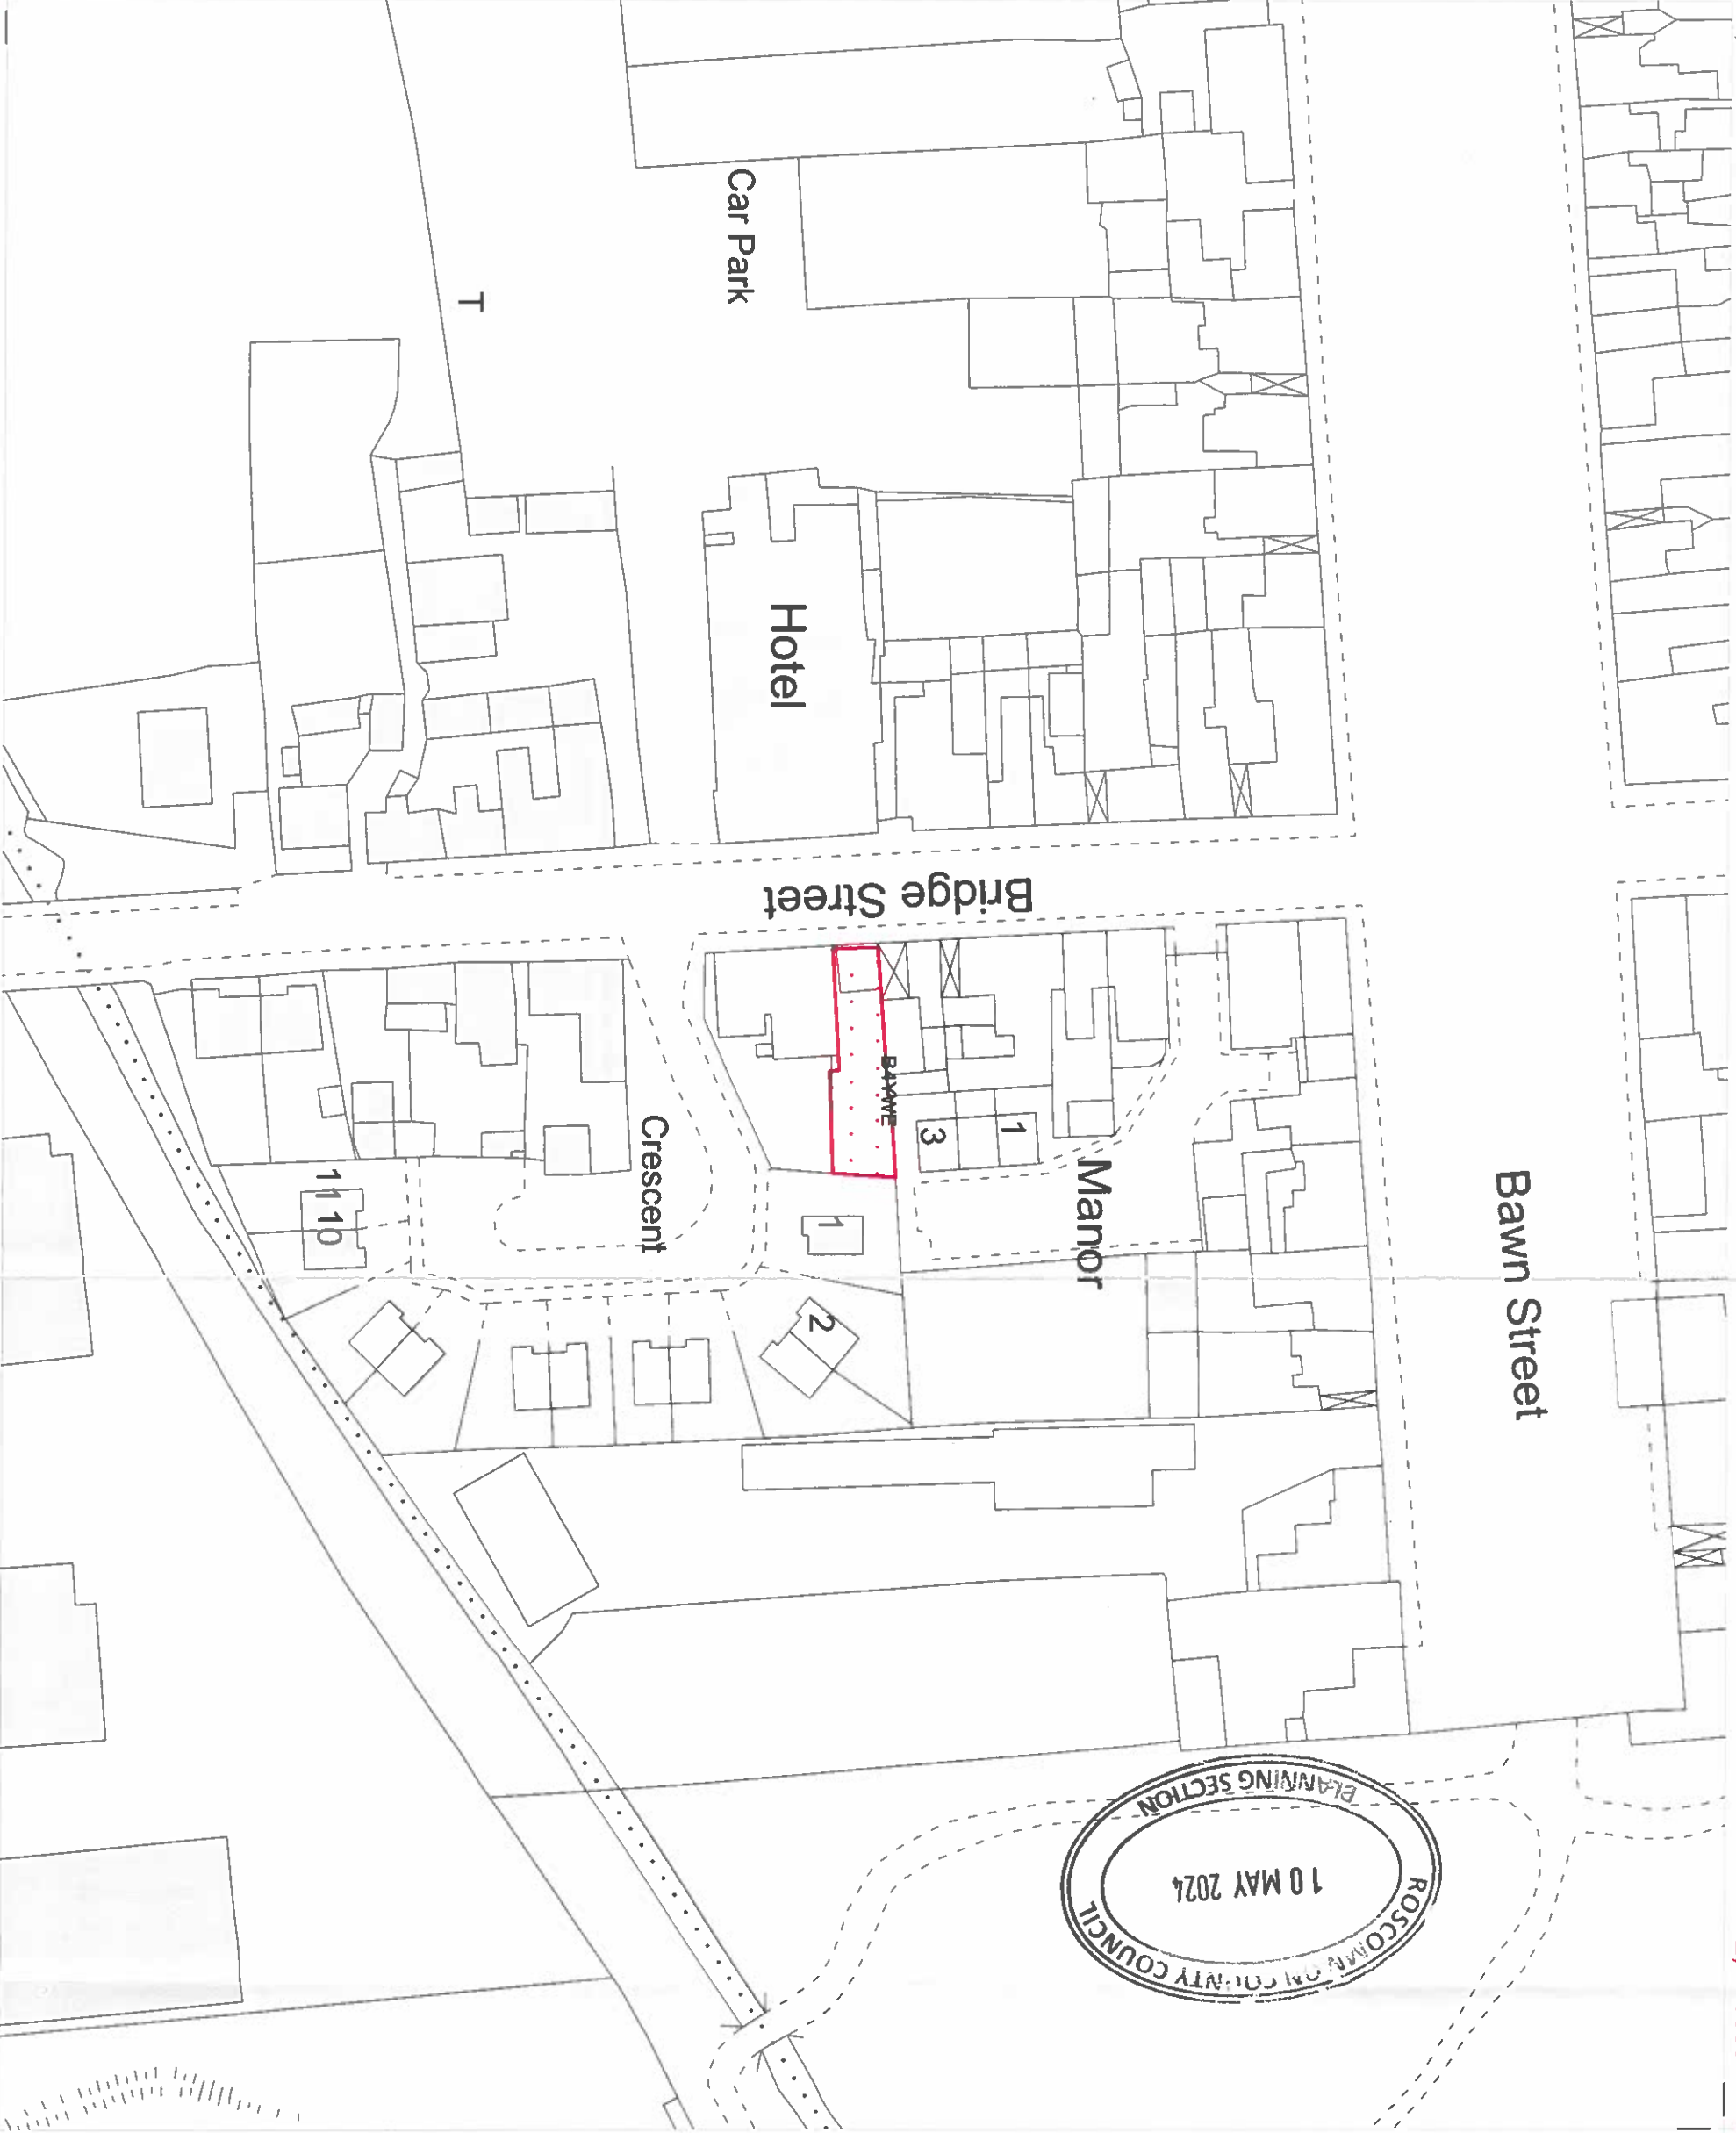 Car Park
T
Hotel
Bridge Street
3
1
Manor
Crescent
11
10
1
2
Bawn Street
PLANNING SECTION
10 MAY 2024
ROSCOMMON COUNTY COUNCIL